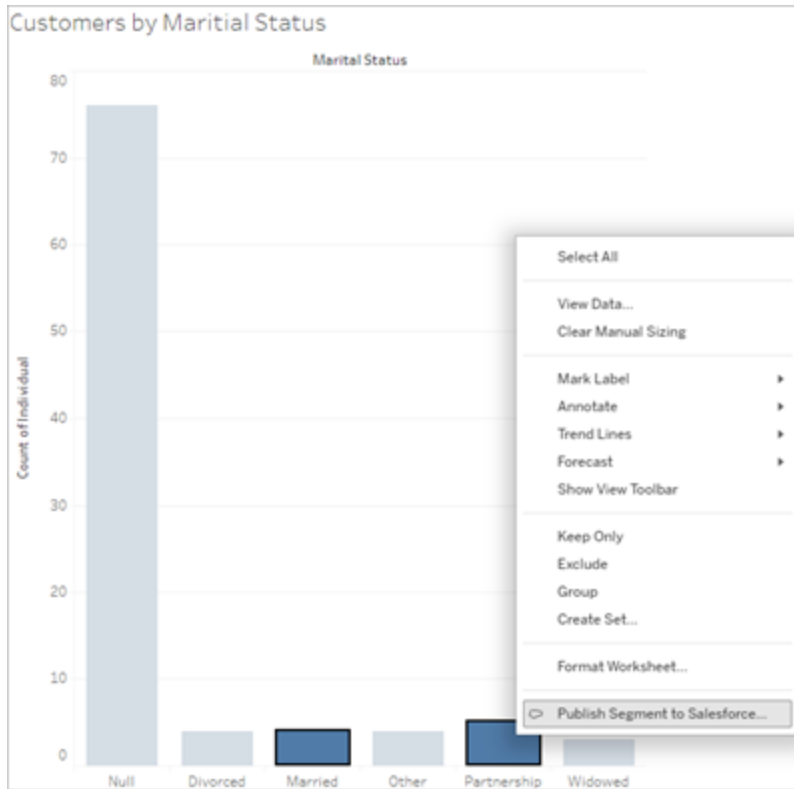 Customers by Maritial Status
Marital Status
80
70
60
50
40
30
20
10
0
Count of Individual
Null
Divorced
Married
Other
Partnership
Widowed
Select All
View Data...
Clear Manual Sizing
Mark Label
Annotate
Trend Lines
Forecast
Show View Toolbar
Keep Only
Exclude
Group
Create Set...
Format Worksheet...
Publish Segment to Salesforce...